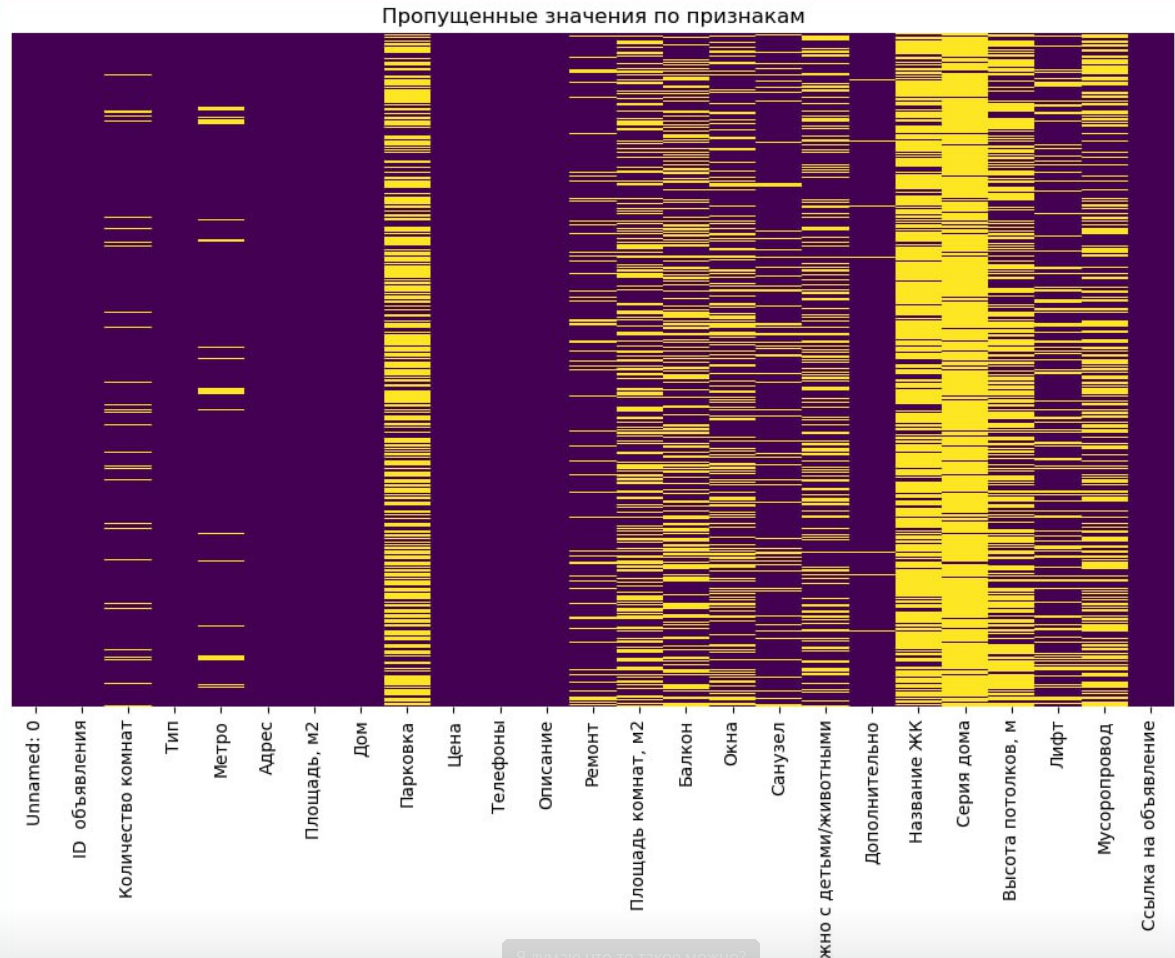 Пропущенные значения по признакам
Unnamed: 0
ID объявления
Количество комнат
Тип
Метро
Адрес
Площадь, м2
Дом
Парковка
Цена
Телефоны
Описание
Ремонт
Площадь комнат, м2
Балкон
Окна
Санузел
жно с детьми/животными
Дополнительно
Название ЖК
Серия дома
Высота потолков, м
Лифт
Мусоропровод
Ссылка на объявление